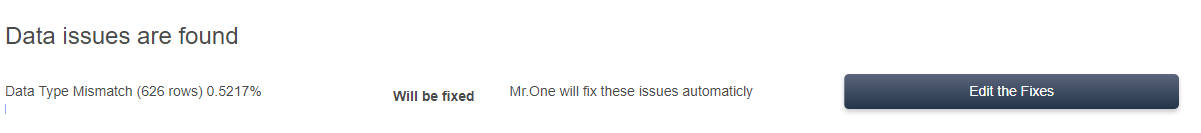 Data issues are found
Data Type Mismatch (626 rows) 0.5217% Will be fixed Mr.One will fix these issues automaticly Edit the Fixes